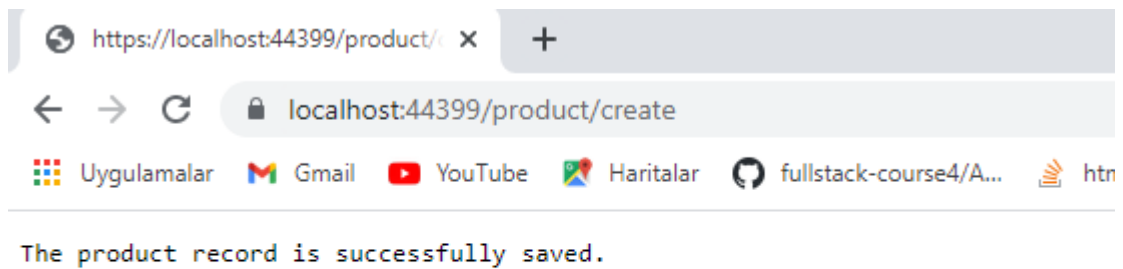 https://localhost:44399/product/
localhost:44399/product/create
Uygulamalar Gmail YouTube Haritalar fullstack-course4/A... htm
The product record is successfully saved.